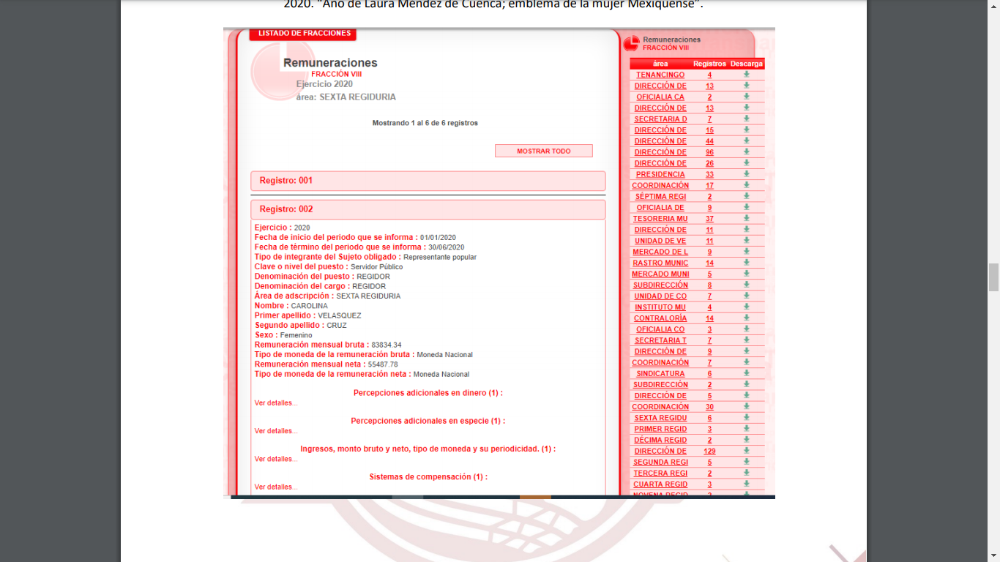 2020. “Año de Laura Méndez de Cuenca; emblema de la mujer Mexiquense”.
LISTADO DE FRACCIONES
Remuneraciones
FRACCIÓN VIII
Ejercicio 2020
área: SEXTA REGIDURIA
Mostrando 1 al 6 de 6 registros
MOSTRAR TODO
Registro: 001
Registro: 002
Ejercicio : 2020
Fecha de inicio del periodo que se informa : 01/01/2020
Fecha de término del periodo que se informa : 30/06/2020
Tipo de integrante del Sujeto obligado : Representante popular
Clave o nivel del puesto : Servidor Público
Denominación del puesto : REGIDOR
Denominación del cargo : REGIDOR
Área de adscripción : SEXTA REGIDURIA
Nombre : CAROLINA
Primer apellido : VELASQUEZ
Segundo apellido : CRUZ
Sexo : Femenino
Remuneración mensual bruta : 83834.34
Tipo de moneda de la remuneración bruta : Moneda Nacional
Remuneración mensual neta : 55487.78
Tipo de moneda de la remuneración neta : Moneda Nacional
Percepciones adicionales en dinero (1) :
Ver detalles...
Percepciones adicionales en especie (1) :
Ver detalles...
Ingresos, monto bruto y neto, tipo de moneda y su periodicidad. (1) :
Ver detalles...
Sistemas de compensación (1) :
Ver detalles...
Remuneraciones
FRACCIÓN VIII
área Registros Descarga
TENANCINGO 4
DIRECCIÓN DE 13
OFICIALIA CA 2
DIRECCIÓN DE 13
SECRETARIA D 7
DIRECCIÓN DE 15
DIRECCIÓN DE 44
DIRECCIÓN DE 96
DIRECCIÓN DE 26
PRESIDENCIA 33
COORDINACIÓN 17
SÉPTIMA REGI 2
OFICIALIA DE 9
TESORERIA MU 37
DIRECCIÓN DE 11
UNIDAD DE VE 11
MERCADO DE L 9
RASTRO MUNIC 14
MERCADO MUNI 5
SUBDIRECCIÓN 8
UNIDAD DE CO 7
INSTITUTO MU 4
CONTRALORÍA 14
OFICIALIA CO 3
SECRETARIA T 7
DIRECCIÓN DE 9
COORDINACIÓN 7
SINDICATURA 6
SUBDIRECCIÓN 2
DIRECCIÓN DE 5
COORDINACIÓN 30
SEXTA REGIDU 6
PRIMER REGID 3
DÉCIMA REGID 2
DIRECCIÓN DE 129
SEGUNDA REGI 5
TERCERA REGI 2
CUARTA REGID 3
NOVENA REGID 2